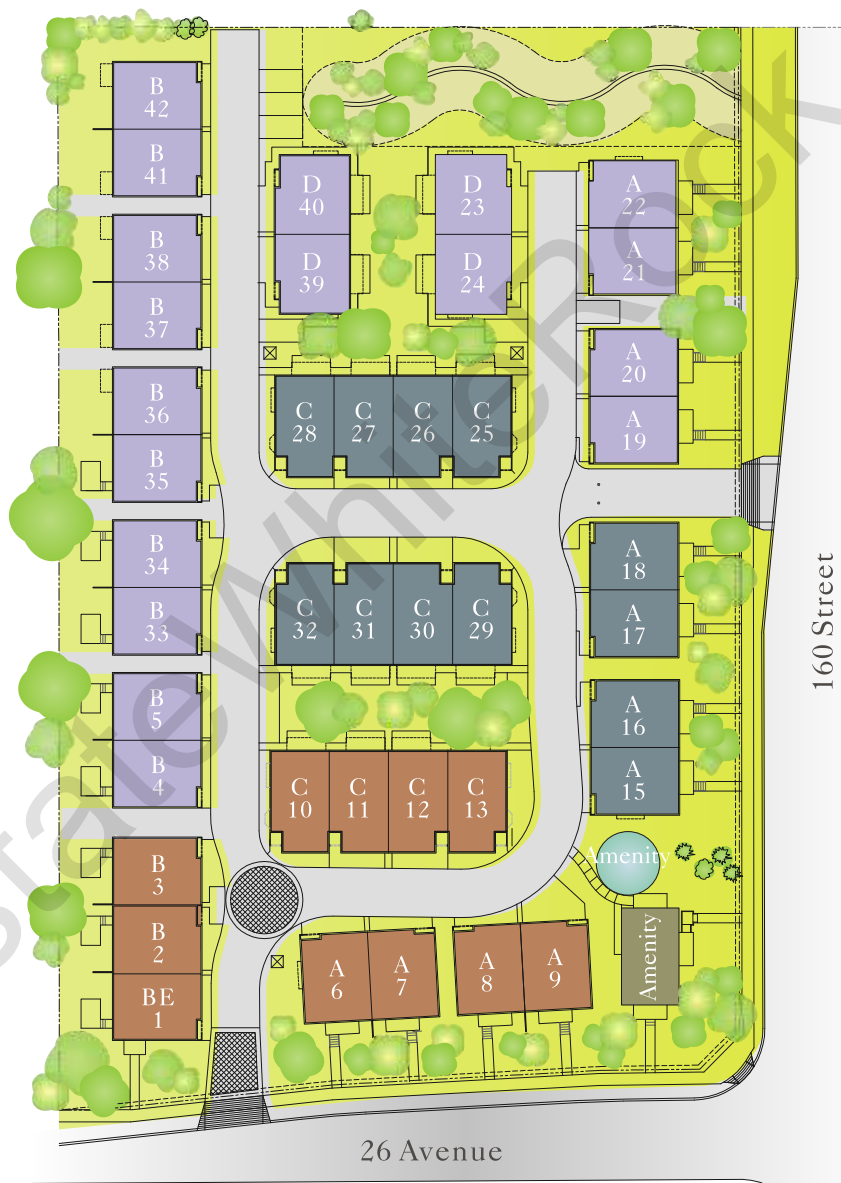 B
42
B
41
D
40
D
23
A
22
D
39
D
24
A
21
B
38
B
37
A
20
A
19
B
36
B
35
C
28
C
27
C
26
C
25
B
34
B
33
A
18
A
17
C
32
C
31
C
30
C
29
160 Street
B
5
B
4
A
16
A
15
C
10
C
11
C
12
C
13
B
3
B
2
BE
1
Amenity
Amenity
A
6
A
7
A
8
A
9
26 Avenue
stateWhiteRock